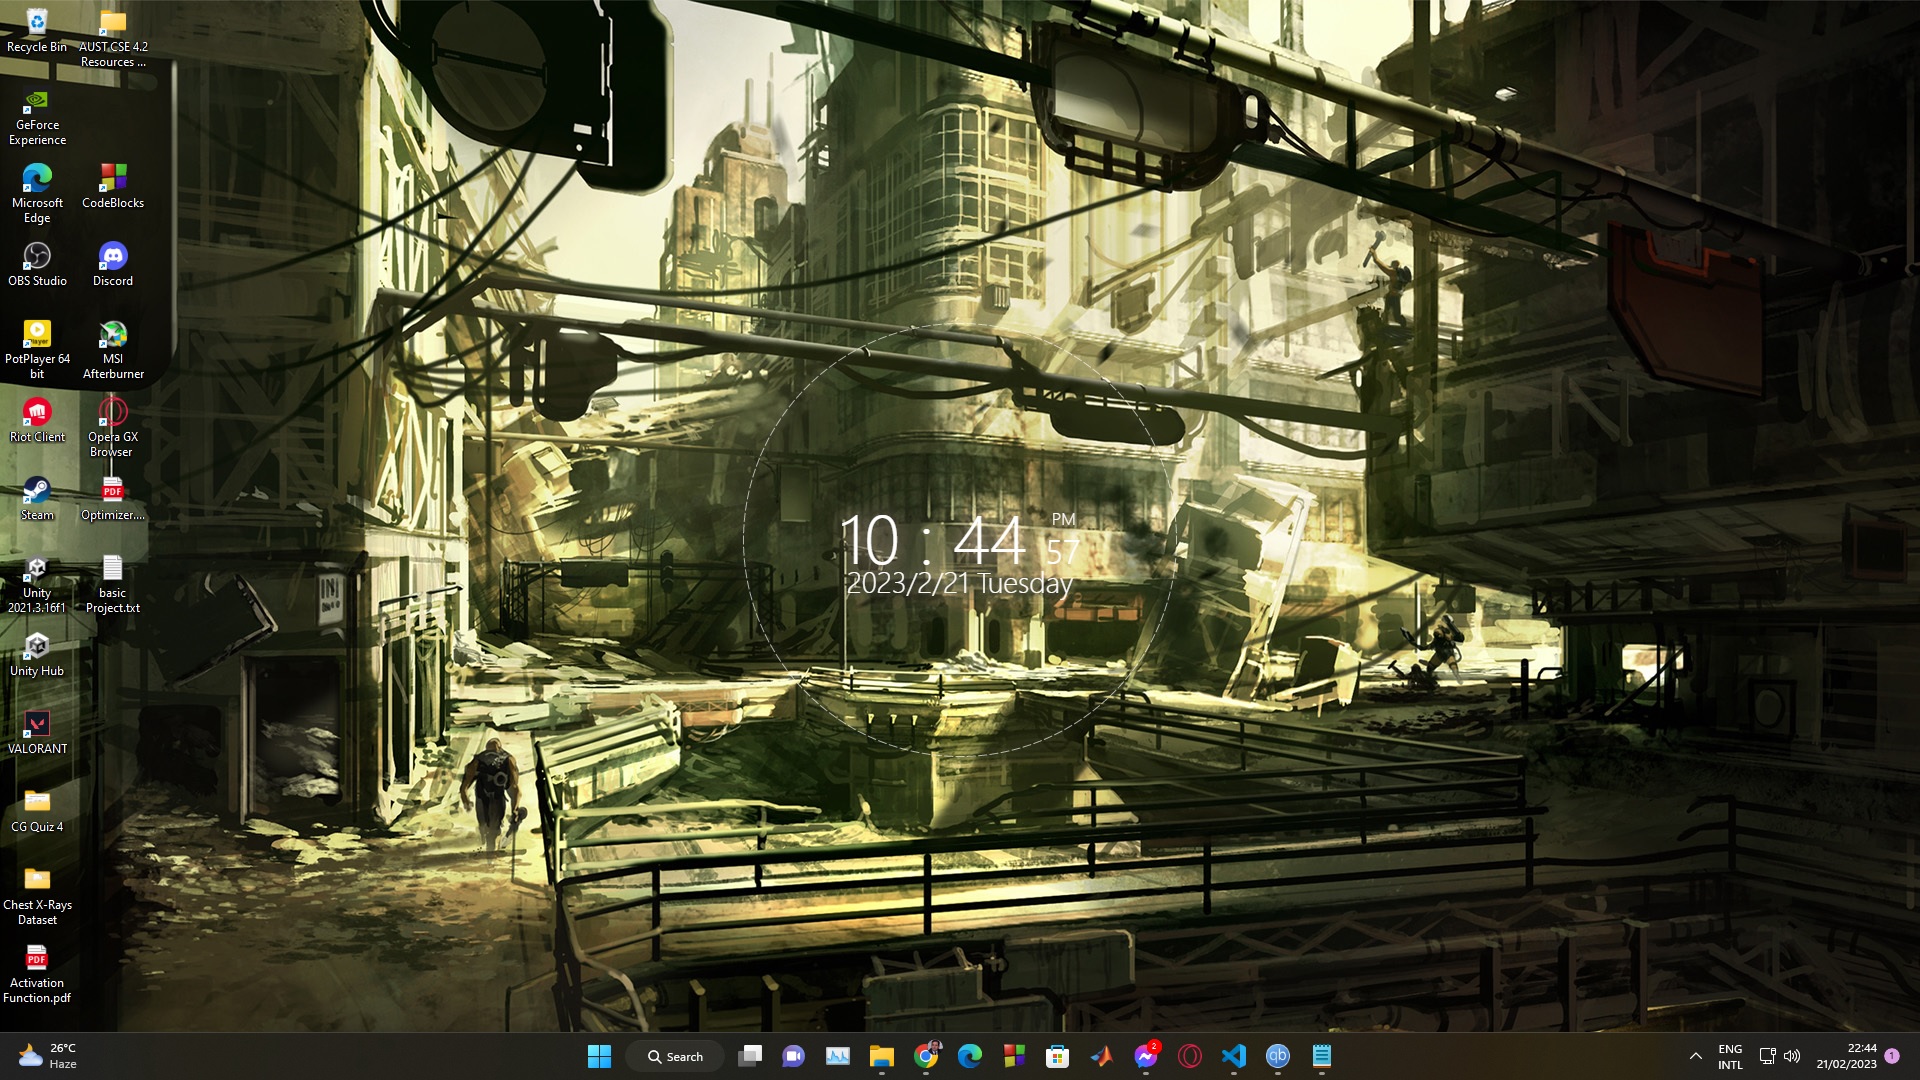 Recycle Bin
AUST CSE 4.2
Resources ...
GeForce
Experience
Microsoft
Edge
CodeBlocks
OBS Studio
Discord
PotPlayer 64
bit
MSI
Afterburner
Riot Client
Opera GX
Browser
Steam
PDF
Optimizer....
Unity
2021.3.16f1
basic
Project.txt
Unity Hub
VALORANT
CG Quiz 4
Chest X-Rays
Dataset
PDF
Activation
Function.pdf
10 : 44 PM 57
2023/2/21 Tuesday
26°C
Haze
Search
2
qb
ENG
INTL
22:44
21/02/2023
1